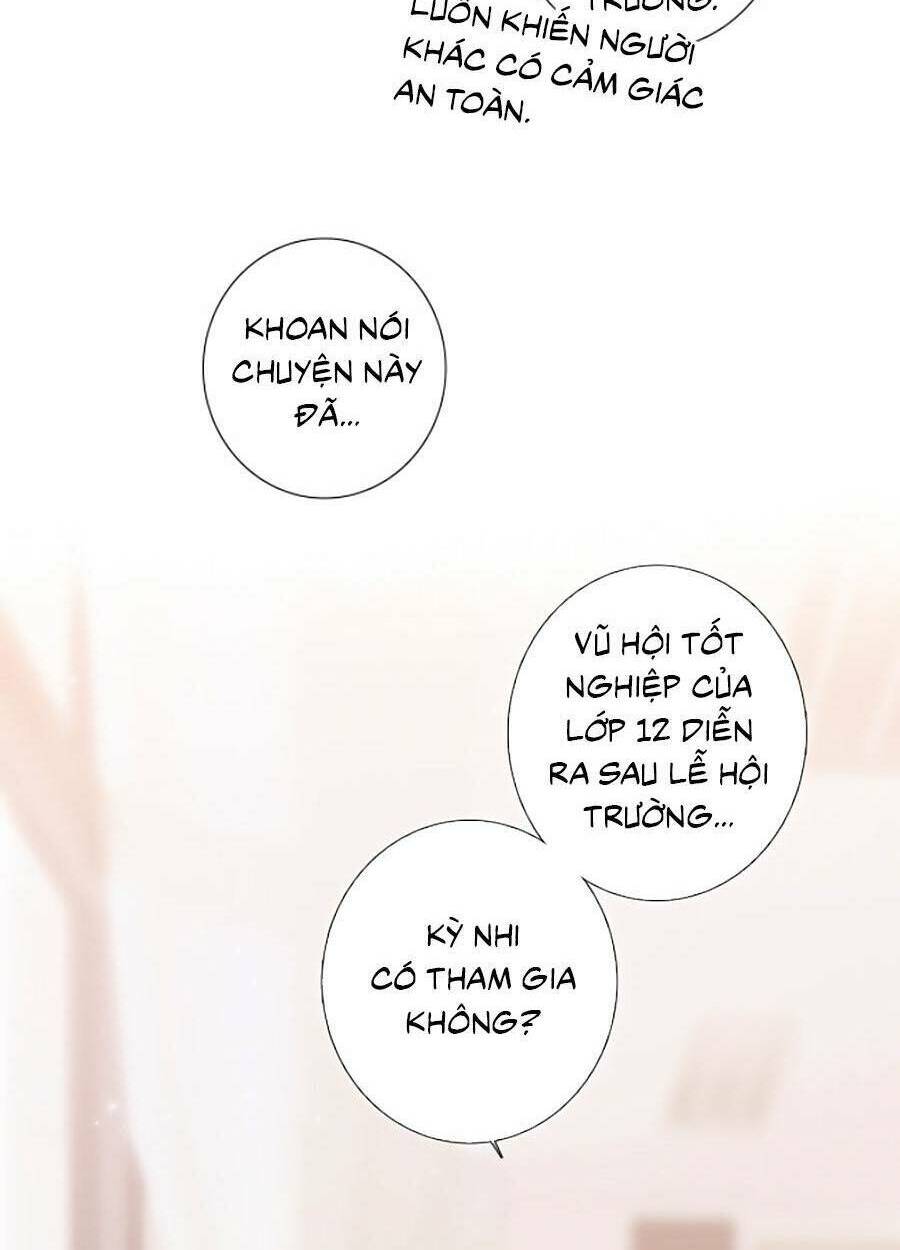 TRƯỜNG.
LUÔN KHIẾN NGƯỜI
KHÁC CÓ CẢM GIÁC
AN TOÀN.
KHOAN NÓI
CHUYỆN NÀY
ĐÃ...
VŨ HỘI TỐT
NGHIỆP CỦA
LỚP 12 DIỄN
RA SAU LỄ HỘI
TRƯỜNG...
KỲ NHI
CÓ THAM GIA
KHÔNG?